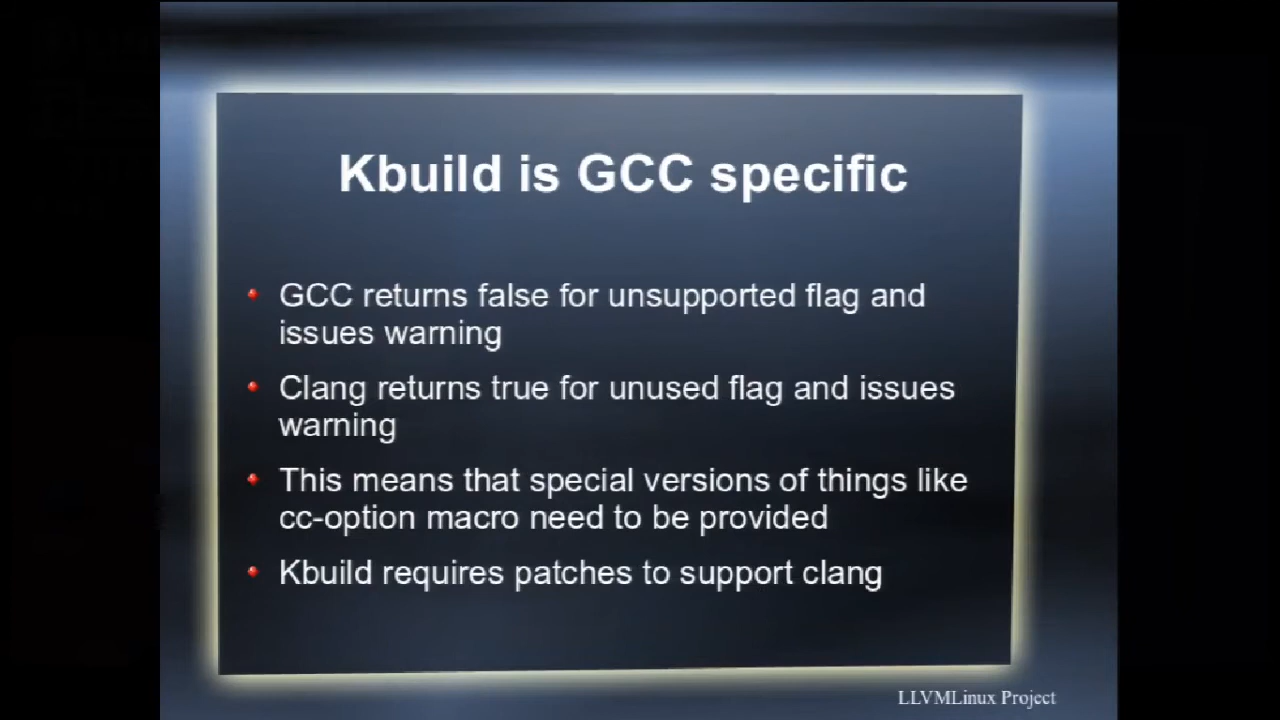 Kbuild is GCC specific
GCC returns false for unsupported flag and
issues warning
Clang returns true for unused flag and issues
warning
This means that special versions of things like
cc-option macro need to be provided
Kbuild requires patches to support clang
LLVMLinux Project